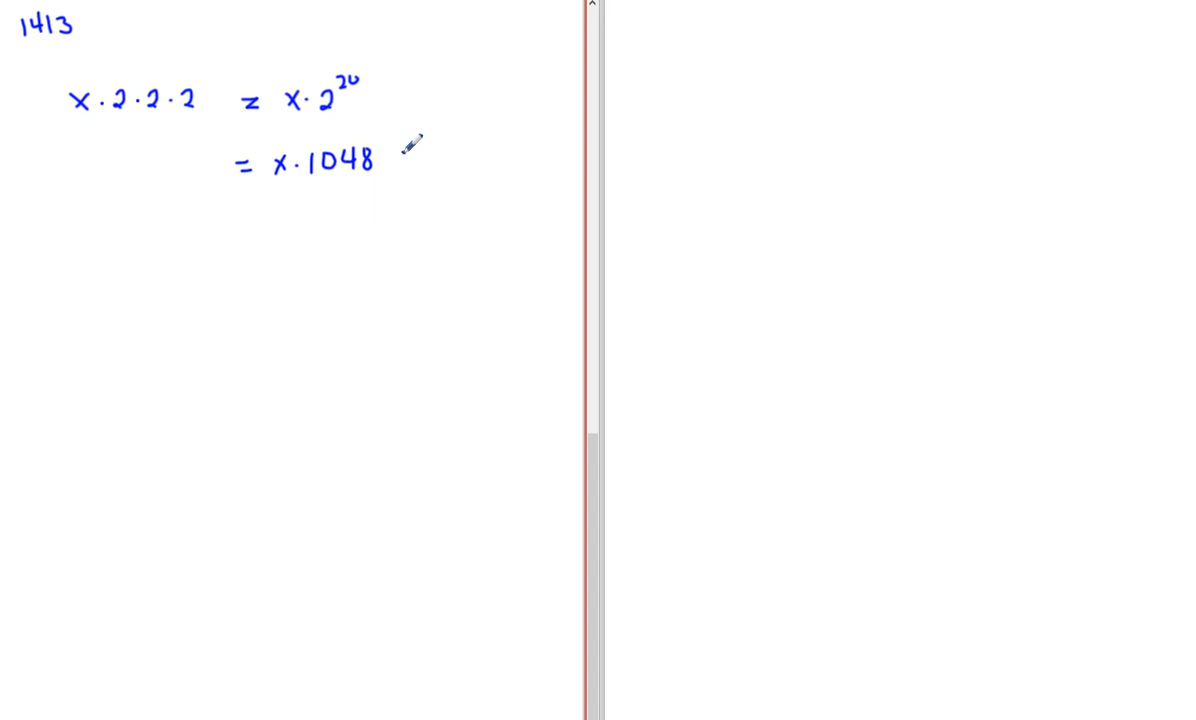 1413
x · 2 · 2 · 2 = x · 2^20
= x · 1048